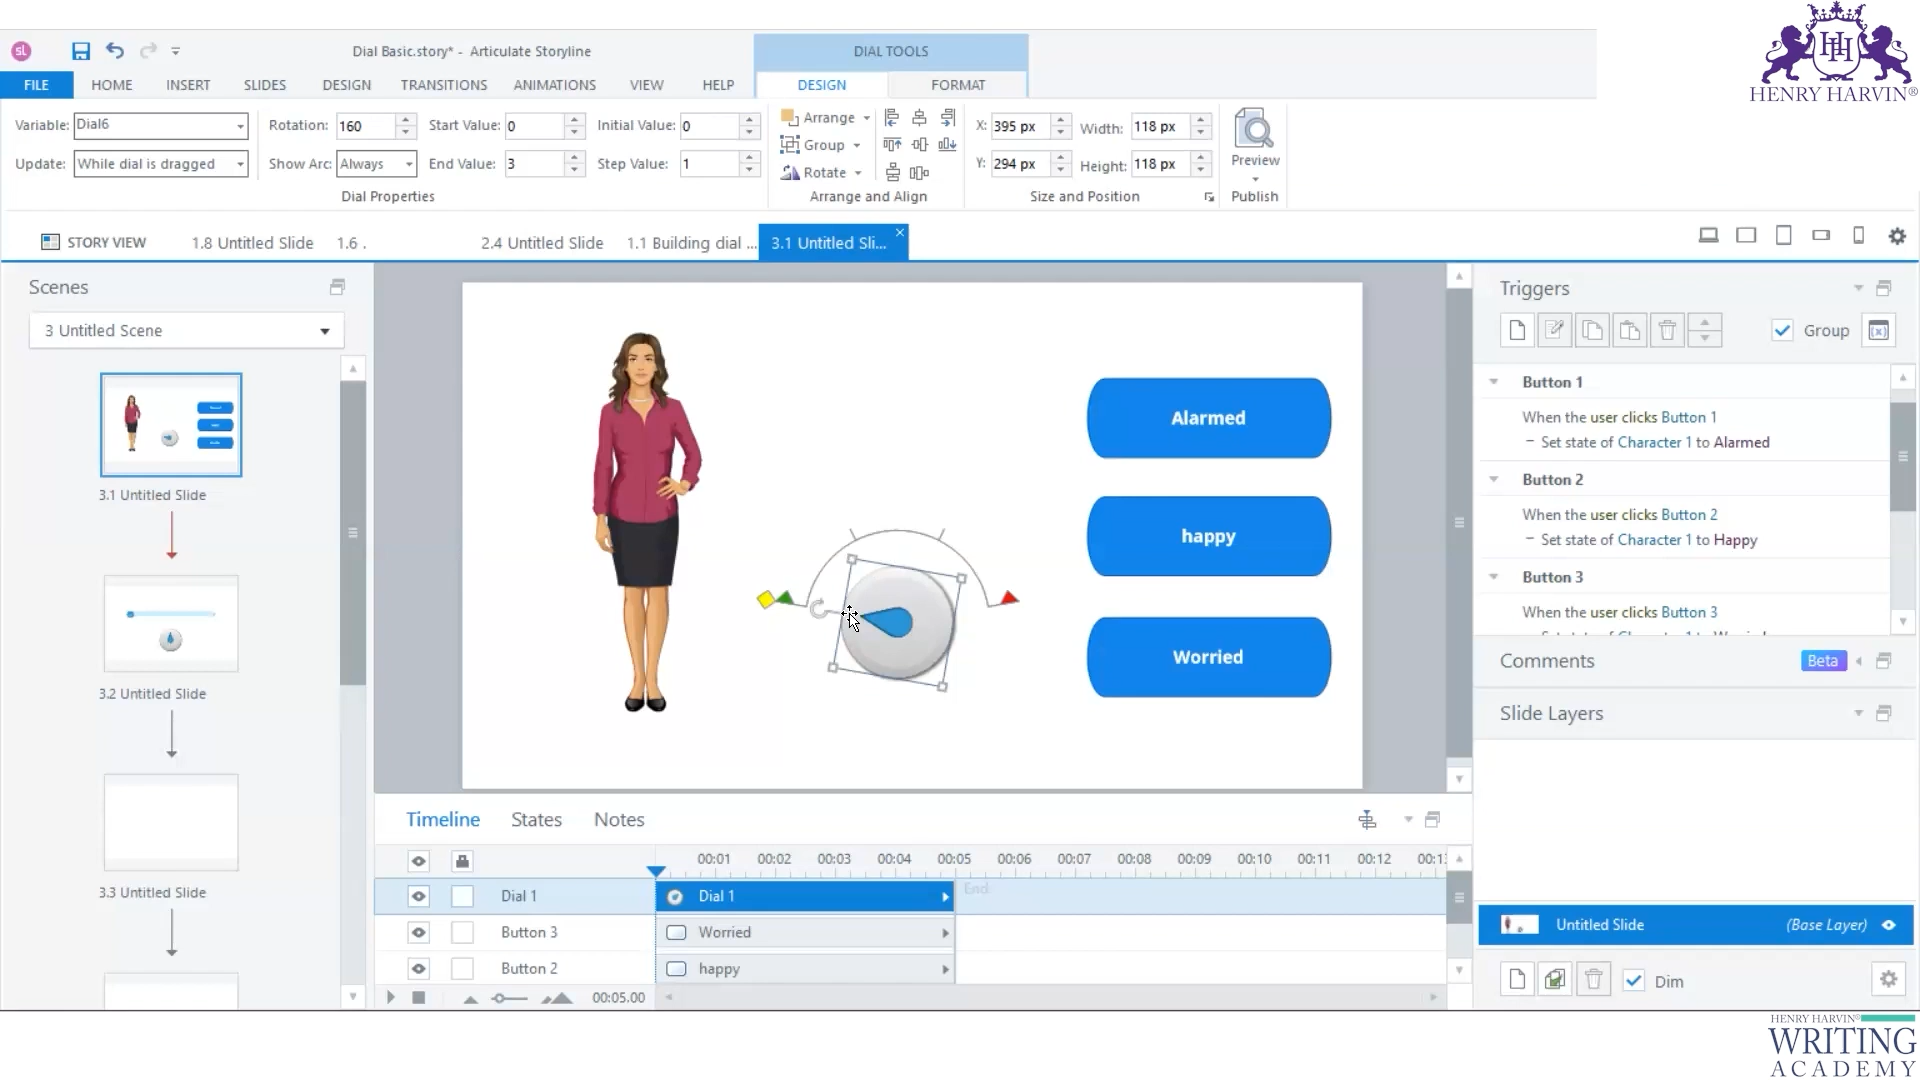 HENRY HARVIN®
sL
Dial Basic.story* - Articulate Storyline
DIAL TOOLS
FILE HOME INSERT SLIDES DESIGN TRANSITIONS ANIMATIONS VIEW HELP DESIGN FORMAT
Variable: Dial6 Rotation: 160 Start Value: 0 Initial Value: 0 Arrange X: 395 px Width: 118 px
Group
Update: While dial is dragged Show Arc: Always End Value: 3 Step Value: 1 Rotate Y: 294 px Height: 118 px Preview
Dial Properties Arrange and Align Size and Position Publish
STORY VIEW 1.8 Untitled Slide 1.6 . 2.4 Untitled Slide 1.1 Building dial ... 3.1 Untitled Sli...
Scenes
3 Untitled Scene
3.1 Untitled Slide
3.2 Untitled Slide
3.3 Untitled Slide
Alarmed
happy
Worried
Triggers
Group
(x)
Button 1
When the user clicks Button 1
– Set state of Character 1 to Alarmed
Button 2
When the user clicks Button 2
– Set state of Character 1 to Happy
Button 3
When the user clicks Button 3
Comments Beta
Slide Layers
Untitled Slide (Base Layer)
Dim
Timeline States Notes
00:01 00:02 00:03 00:04 00:05 00:06 00:07 00:08 00:09 00:10 00:11 00:12
Dial 1 Dial 1 End
Button 3 Worried
Button 2 happy
00:05.00
HENRY HARVIN®
WRITING
ACADEMY